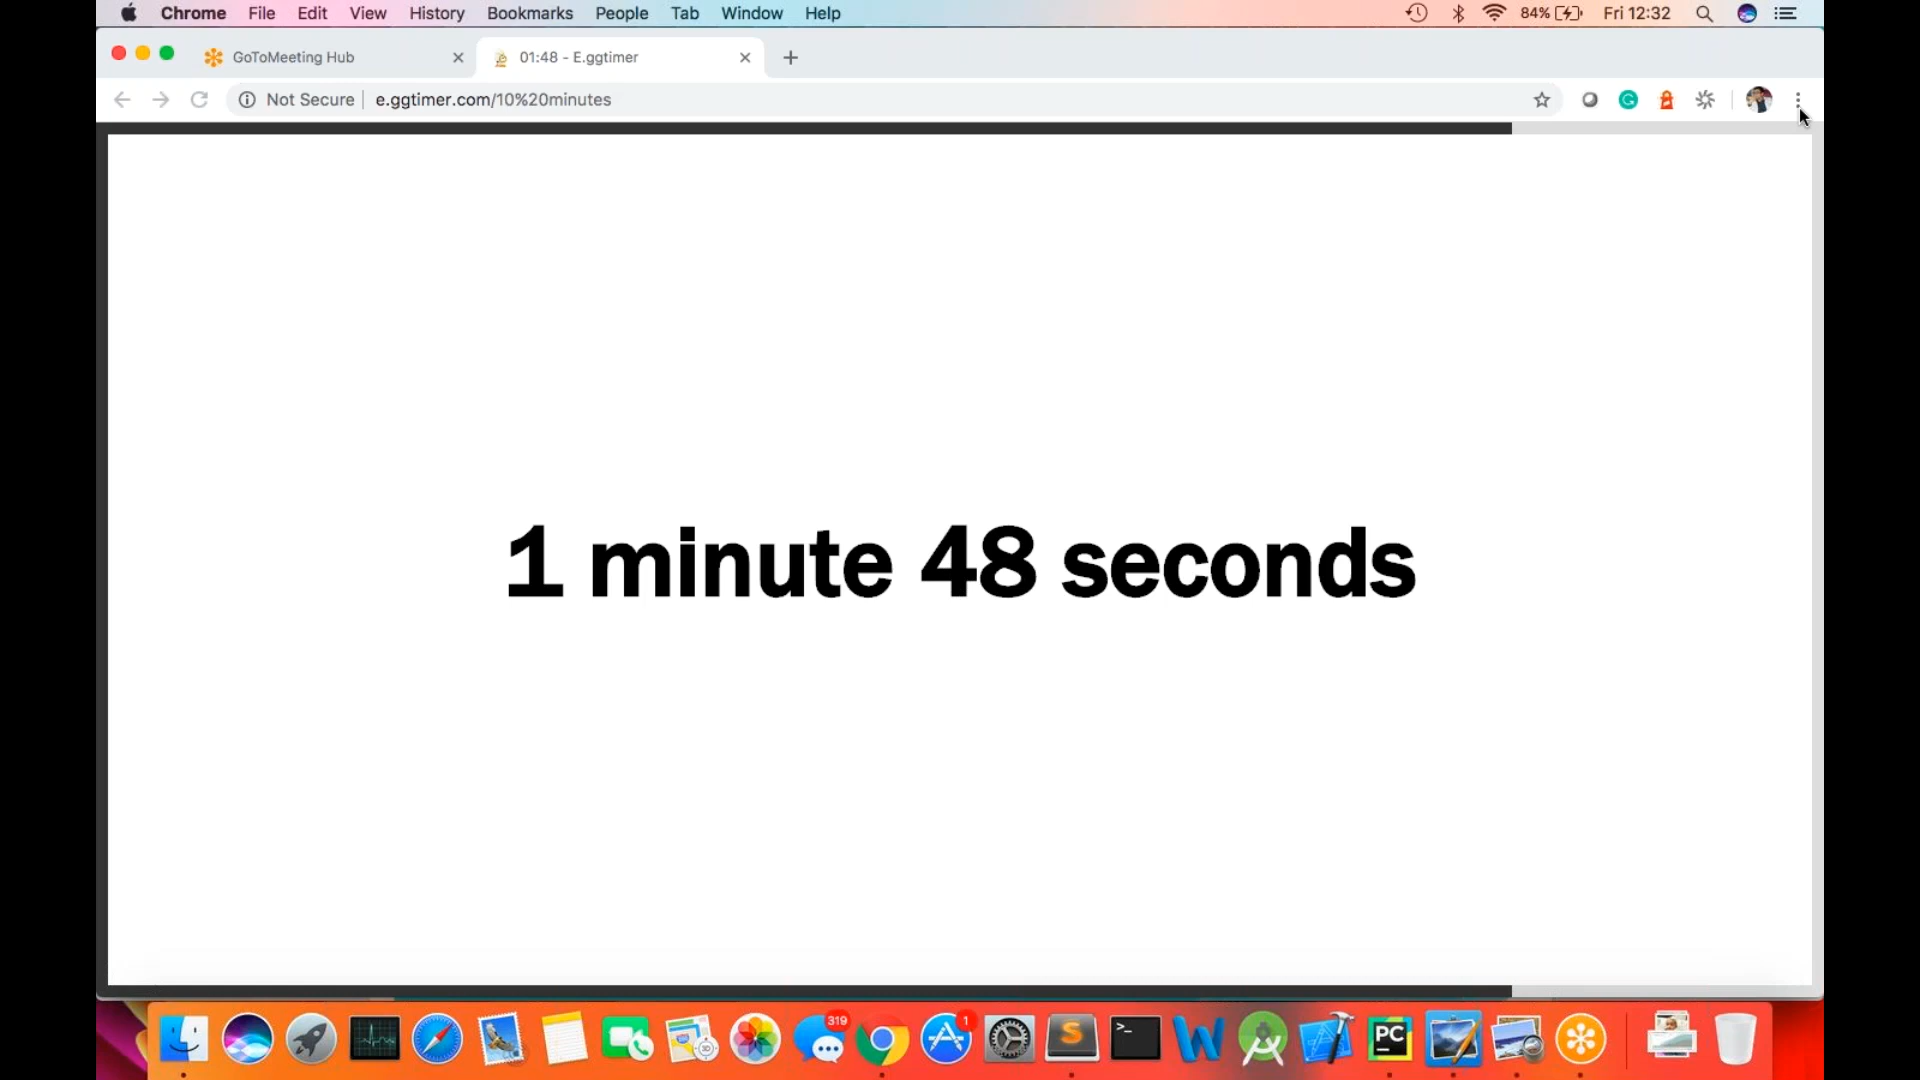 Chrome File Edit View History Bookmarks People Tab Window Help 84% Fri 12:32
GoToMeeting Hub 01:48 - E.ggtimer
Not Secure e.ggtimer.com/10%20minutes
1 minute 48 seconds
319
1
S
>_
W
PC